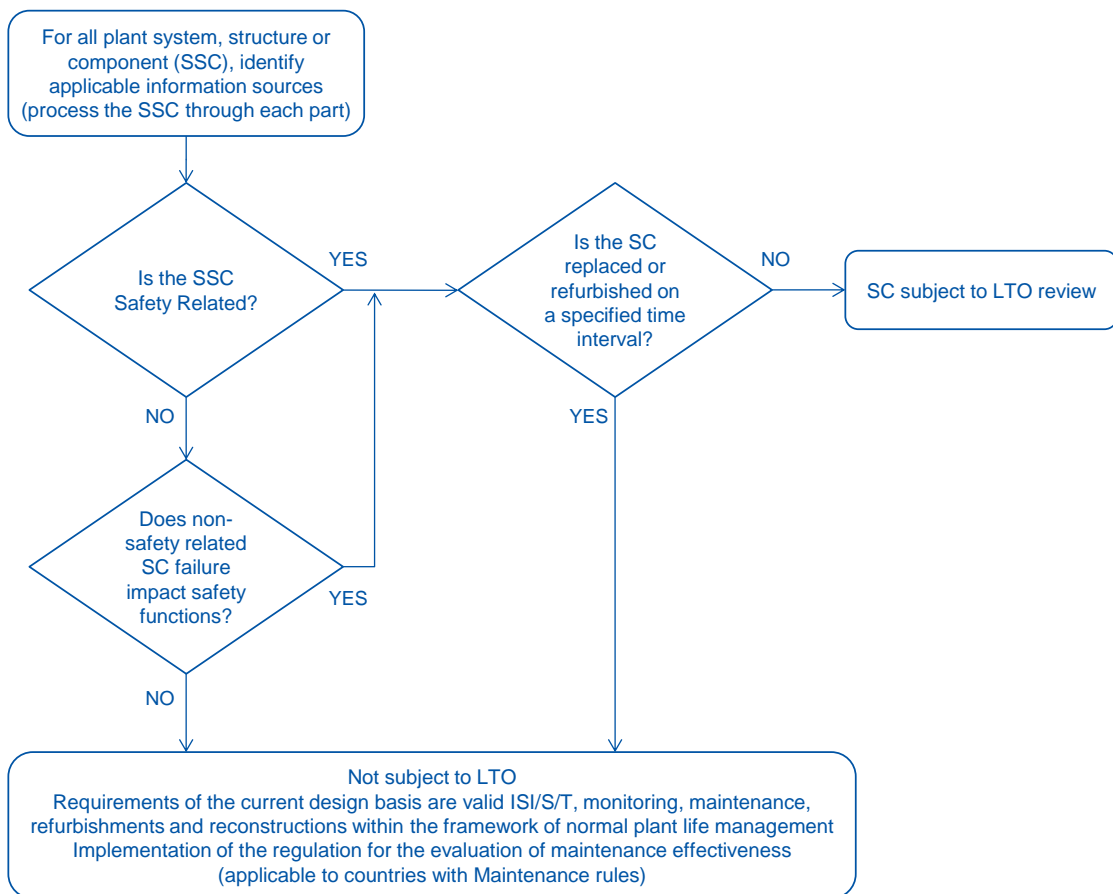 For all plant system, structure or
component (SSC), identify
applicable information sources
(process the SSC through each part)
Is the SSC
Safety Related?
YES
Is the SC
replaced or
refurbished on
a specified time
interval?
NO
SC subject to LTO review
NO
YES
Does non-
safety related
SC failure
impact safety
functions?
YES
NO
Not subject to LTO
Requirements of the current design basis are valid ISI/S/T, monitoring, maintenance,
refurbishments and reconstructions within the framework of normal plant life management
Implementation of the regulation for the evaluation of maintenance effectiveness
(applicable to countries with Maintenance rules)